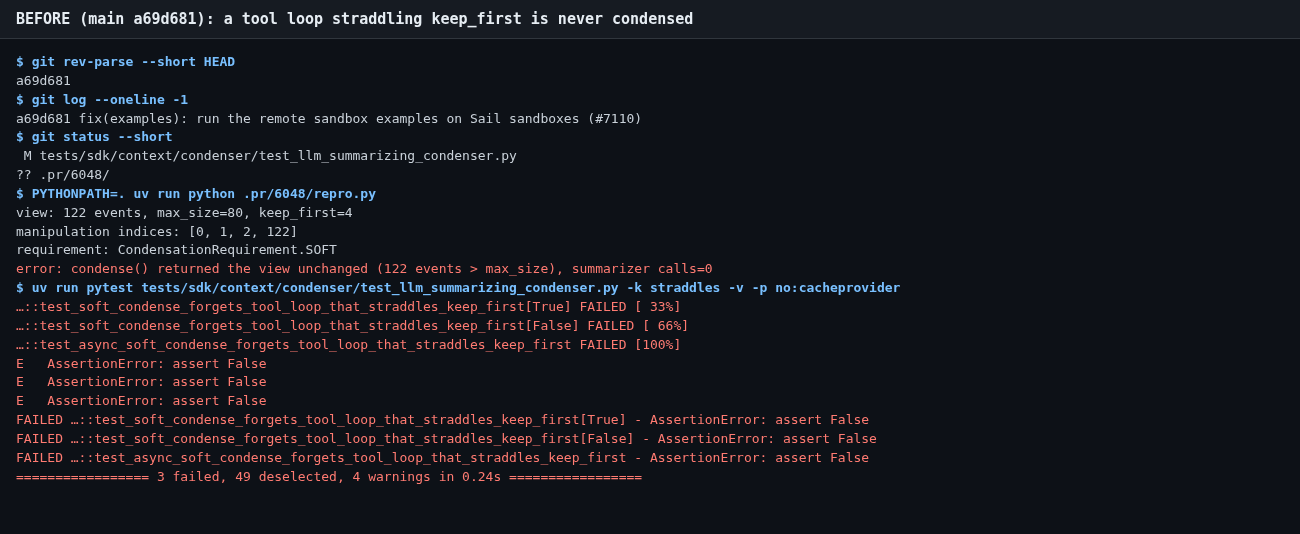 BEFORE (main a69d681): a tool loop straddling keep_first is never condensed
$ git rev-parse --short HEAD
a69d681
$ git log --oneline -1
a69d681 fix(examples): run the remote sandbox examples on Sail sandboxes (#7110)
$ git status --short
 M tests/sdk/context/condenser/test_llm_summarizing_condenser.py
?? .pr/6048/
$ PYTHONPATH=. uv run python .pr/6048/repro.py
view: 122 events, max_size=80, keep_first=4
manipulation indices: [0, 1, 2, 122]
requirement: CondensationRequirement.SOFT
error: condense() returned the view unchanged (122 events > max_size), summarizer calls=0
$ uv run pytest tests/sdk/context/condenser/test_llm_summarizing_condenser.py -k straddles -v -p no:cacheprovider
…::test_soft_condense_forgets_tool_loop_that_straddles_keep_first[True] FAILED [ 33%]
…::test_soft_condense_forgets_tool_loop_that_straddles_keep_first[False] FAILED [ 66%]
…::test_async_soft_condense_forgets_tool_loop_that_straddles_keep_first FAILED [100%]
E   AssertionError: assert False
E   AssertionError: assert False
E   AssertionError: assert False
FAILED …::test_soft_condense_forgets_tool_loop_that_straddles_keep_first[True] - AssertionError: assert False
FAILED …::test_soft_condense_forgets_tool_loop_that_straddles_keep_first[False] - AssertionError: assert False
FAILED …::test_async_soft_condense_forgets_tool_loop_that_straddles_keep_first - AssertionError: assert False
================= 3 failed, 49 deselected, 4 warnings in 0.24s =================